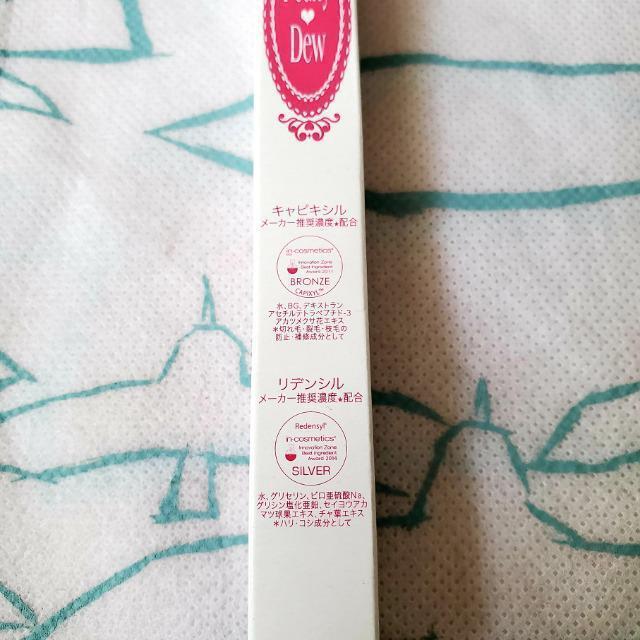 Dew
キャピキシル
メーカー推奨濃度★配合
in-cosmetics®
Innovation Zone
Best Ingredient
Award 2011
BRONZE
CAPIXYL™
水、BG、デキストラン
アセチルテトラペプチド-3
アカツメクサ花エキス
＊切れ毛・裂毛・枝毛の
防止・補修成分として
リデンシル
メーカー推奨濃度★配合
Redensyl®
in-cosmetics®
Innovation Zone
Best Ingredient
Award
SILVER
水、グリセリン、ピロ亜硫酸Na、
グリシン塩化亜鉛、セイヨウアカ
マツ球果エキス、チャ葉エキス
＊ハリ・コシ成分として